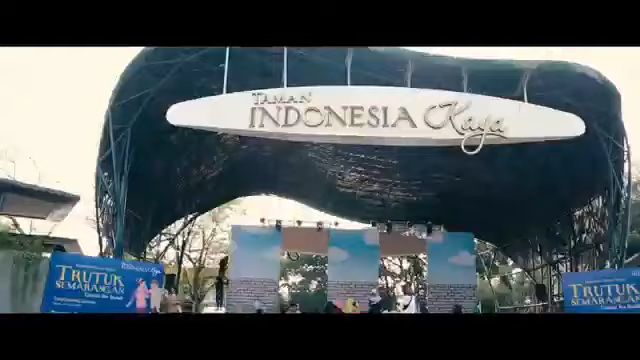 TAMAN
INDONESIA Kaya
TRUTUK
SEMARANGAN
TRUTUK
SEMARANGAN